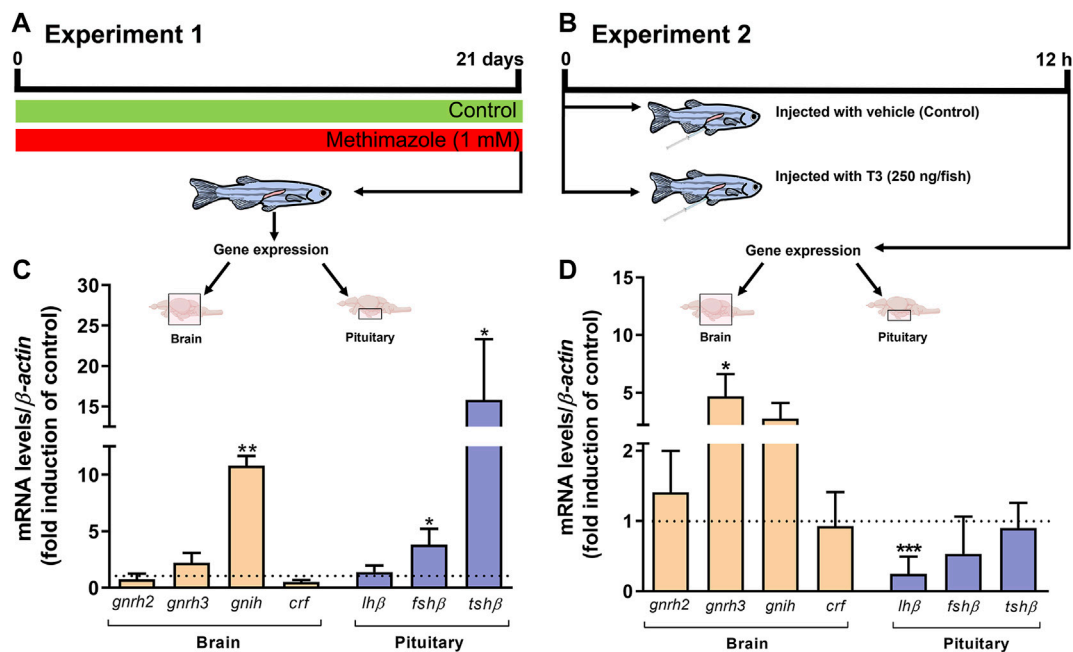 A
Experiment 1
0
21 days
Control
Methimazole (1 mM)
Gene expression
B
Experiment 2
0
12 h
Injected with vehicle (Control)
Injected with T3 (250 ng/fish)
Gene expression
C
mRNA levels/β-actin
(fold induction of control)
30
25
20
15
10
5
0
Brain
Pituitary
**
*
*
gnrh2
gnrh3
gnih
crf
lhβ
fshβ
tshβ
Brain
Pituitary
D
mRNA levels/β-actin
(fold induction of control)
15
10
5
2
1
0
Brain
Pituitary
*
***
gnrh2
gnrh3
gnih
crf
lhβ
fshβ
tshβ
Brain
Pituitary